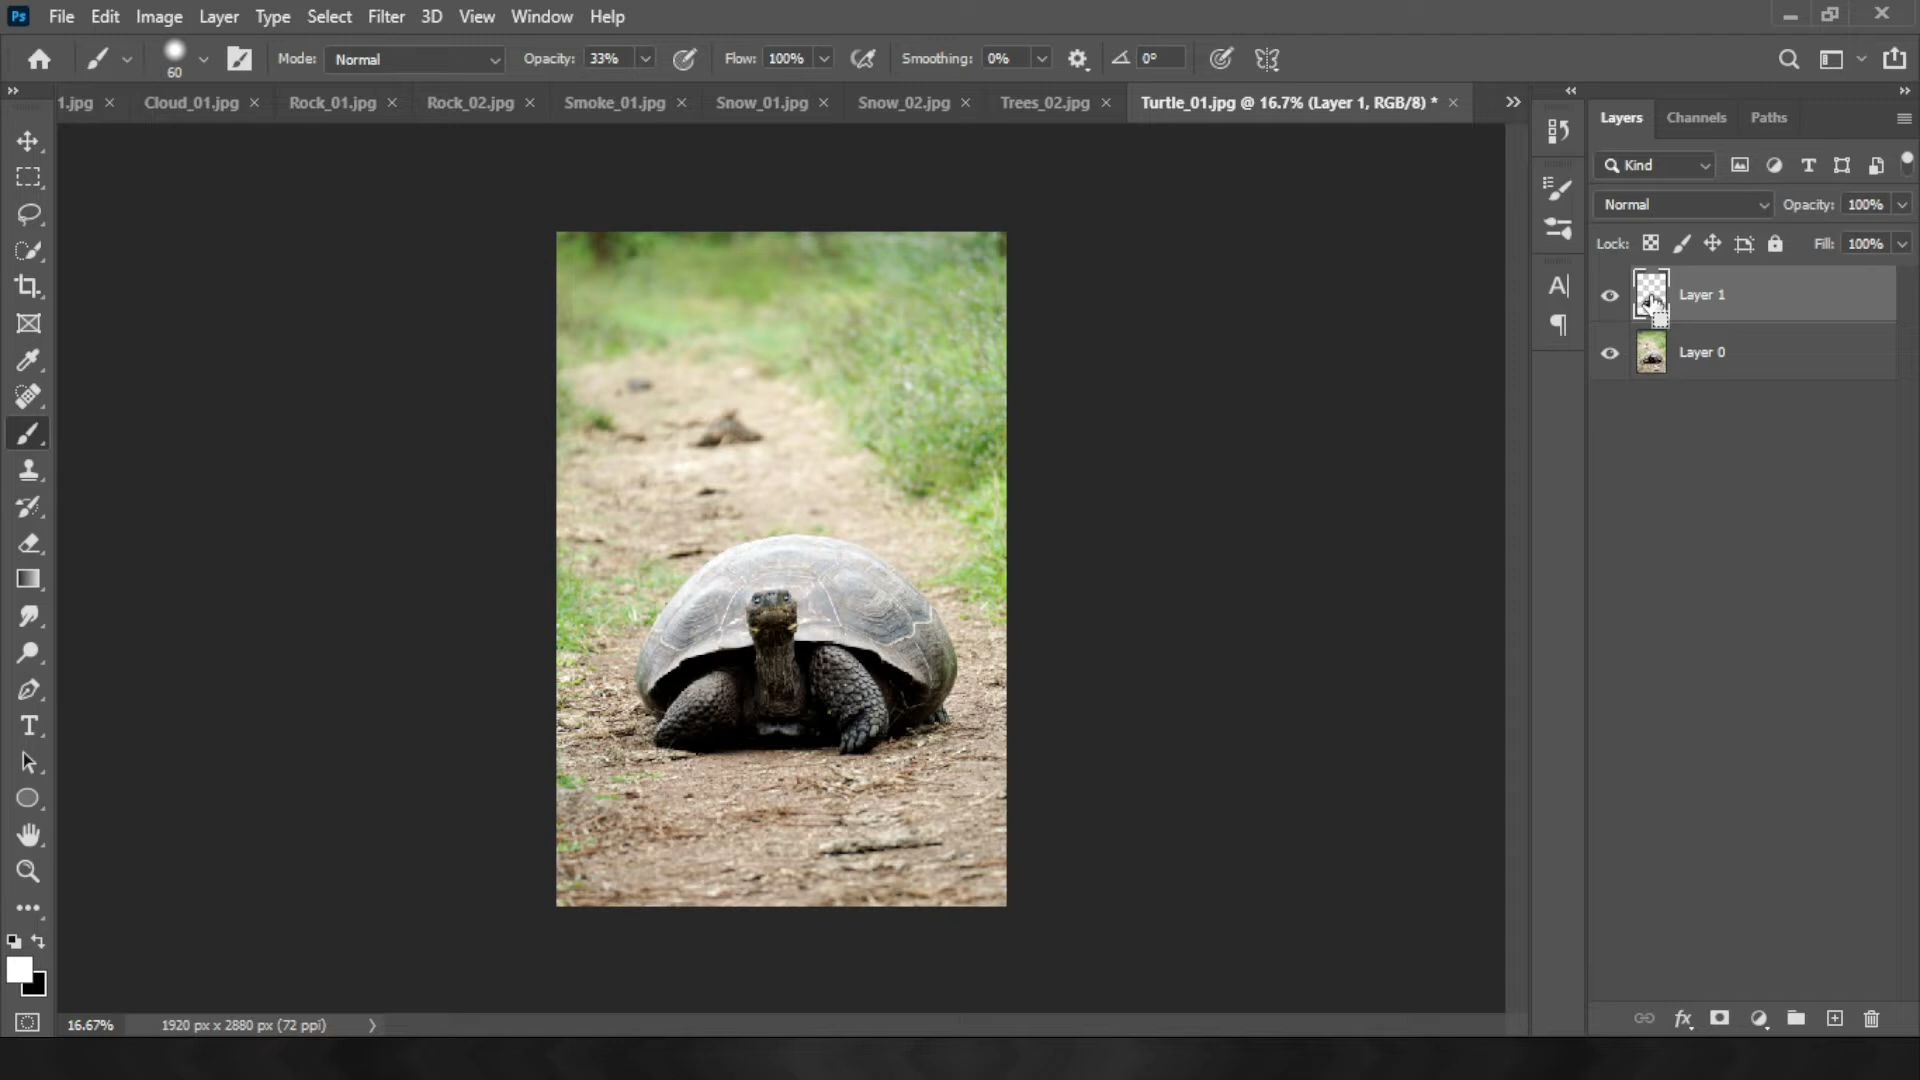 Ps File Edit Image Layer Type Select Filter 3D View Window Help
60 Mode: Normal Opacity: 33% Flow: 100% Smoothing: 0% 0°
1.jpg Cloud_01.jpg Rock_01.jpg Rock_02.jpg Smoke_01.jpg Snow_01.jpg Snow_02.jpg Trees_02.jpg Turtle_01.jpg @ 16.7% (Layer 1, RGB/8) *
Layers Channels Paths
Kind
Normal Opacity: 100%
Lock: Fill: 100%
Layer 1
Layer 0
fx
16.67% 1920 px x 2880 px (72 ppi)